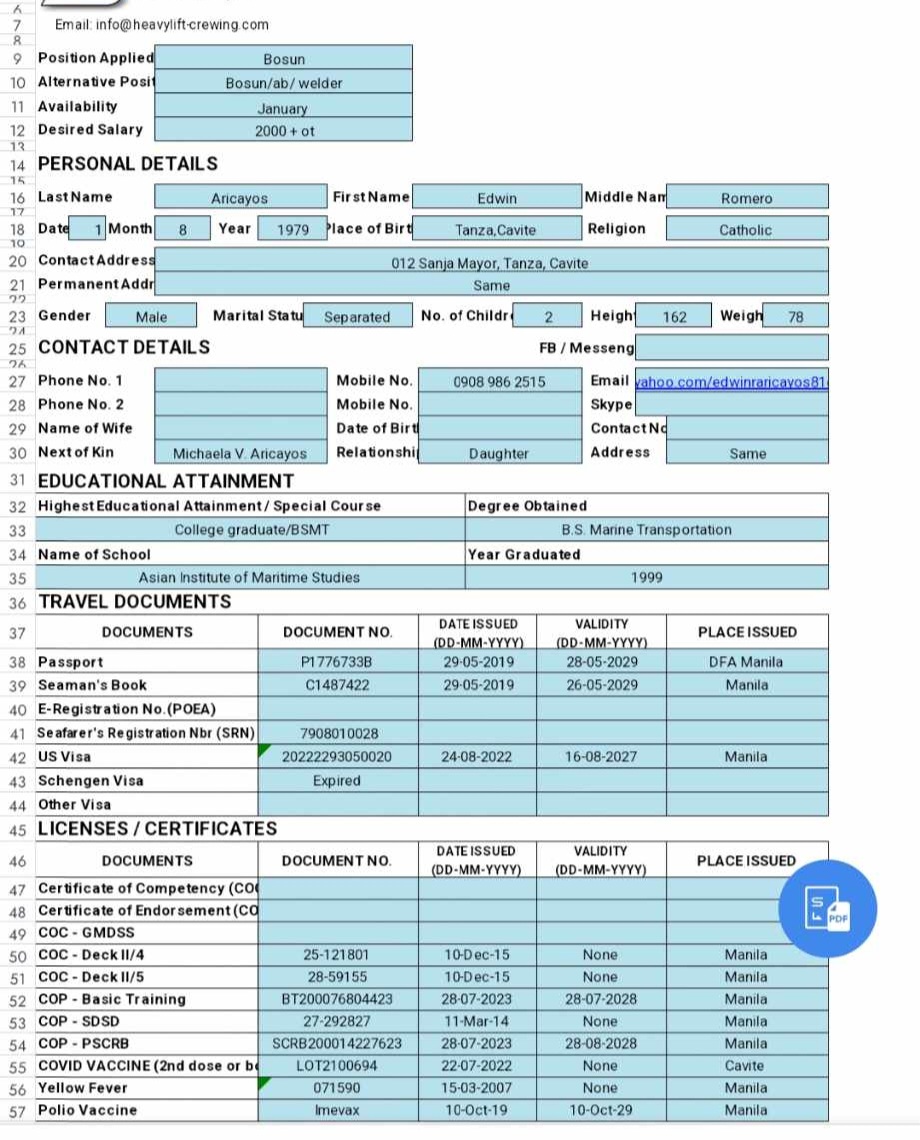 6
7 Email: info@heavylift-crewing.com
8
9 Position Applied Bosun
10 Alternative Posit Bosun/ab/ welder
11 Availability January
12 Desired Salary 2000 + ot
13
14 PERSONAL DETAILS
15
16 Last Name Aricayos First Name Edwin Middle Nam Romero
17
18 Date 1 Month 8 Year 1979 Place of Birt Tanza,Cavite Religion Catholic
19
20 Contact Address 012 Sanja Mayor, Tanza, Cavite
21 Permanent Addr Same
22
23 Gender Male Marital Statu Separated No. of Childr 2 Heigh 162 Weigh 78
24
25 CONTACT DETAILS FB / Messeng
26
27 Phone No. 1 Mobile No. 0908 986 2515 Email yahoo.com/edwinraricayos81
28 Phone No. 2 Mobile No. Skype
29 Name of Wife Date of Birt Contact No
30 Next of Kin Michaela V. Aricayos Relationshi Daughter Address Same
31 EDUCATIONAL ATTAINMENT
32 Highest Educational Attainment / Special Course Degree Obtained
33 College graduate/BSMT B.S. Marine Transportation
34 Name of School Year Graduated
35 Asian Institute of Maritime Studies 1999
36 TRAVEL DOCUMENTS
37 DOCUMENTS DOCUMENT NO. DATE ISSUED (DD-MM-YYYY) VALIDITY (DD-MM-YYYY) PLACE ISSUED
38 Passport P1776733B 29-05-2019 28-05-2029 DFA Manila
39 Seaman's Book C1487422 29-05-2019 26-05-2029 Manila
40 E-Registration No.(POEA)
41 Seafarer's Registration Nbr (SRN) 7908010028
42 US Visa 20222293050020 24-08-2022 16-08-2027 Manila
43 Schengen Visa Expired
44 Other Visa
45 LICENSES / CERTIFICATES
46 DOCUMENTS DOCUMENT NO. DATE ISSUED (DD-MM-YYYY) VALIDITY (DD-MM-YYYY) PLACE ISSUED
47 Certificate of Competency (CO
48 Certificate of Endorsement (CO
49 COC - GMDSS
PDF
50 COC - Deck II/4 25-121801 10-Dec-15 None Manila
51 COC - Deck II/5 28-59155 10-Dec-15 None Manila
52 COP - Basic Training BT200076804423 28-07-2023 28-07-2028 Manila
53 COP - SDSD 27-292827 11-Mar-14 None Manila
54 COP - PSCRB SCRB200014227623 28-07-2023 28-08-2028 Manila
55 COVID VACCINE (2nd dose or bo LOT2100694 22-07-2022 None Cavite
56 Yellow Fever 071590 15-03-2007 None Manila
57 Polio Vaccine Imevax 10-Oct-19 10-Oct-29 Manila